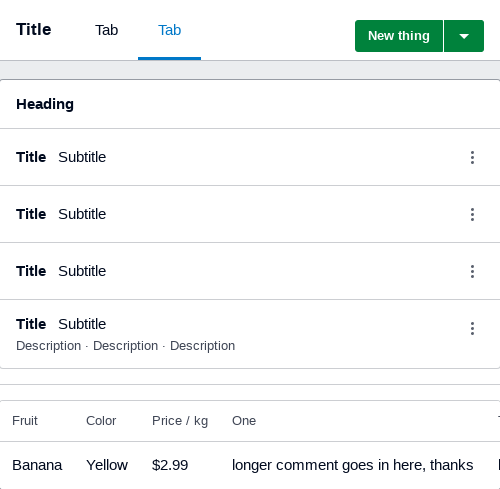 Title Tab Tab New thing
Heading
Title Subtitle
Title Subtitle
Title Subtitle
Title Subtitle
Description · Description · Description
Fruit Color Price / kg One
Banana Yellow $2.99 longer comment goes in here, thanks